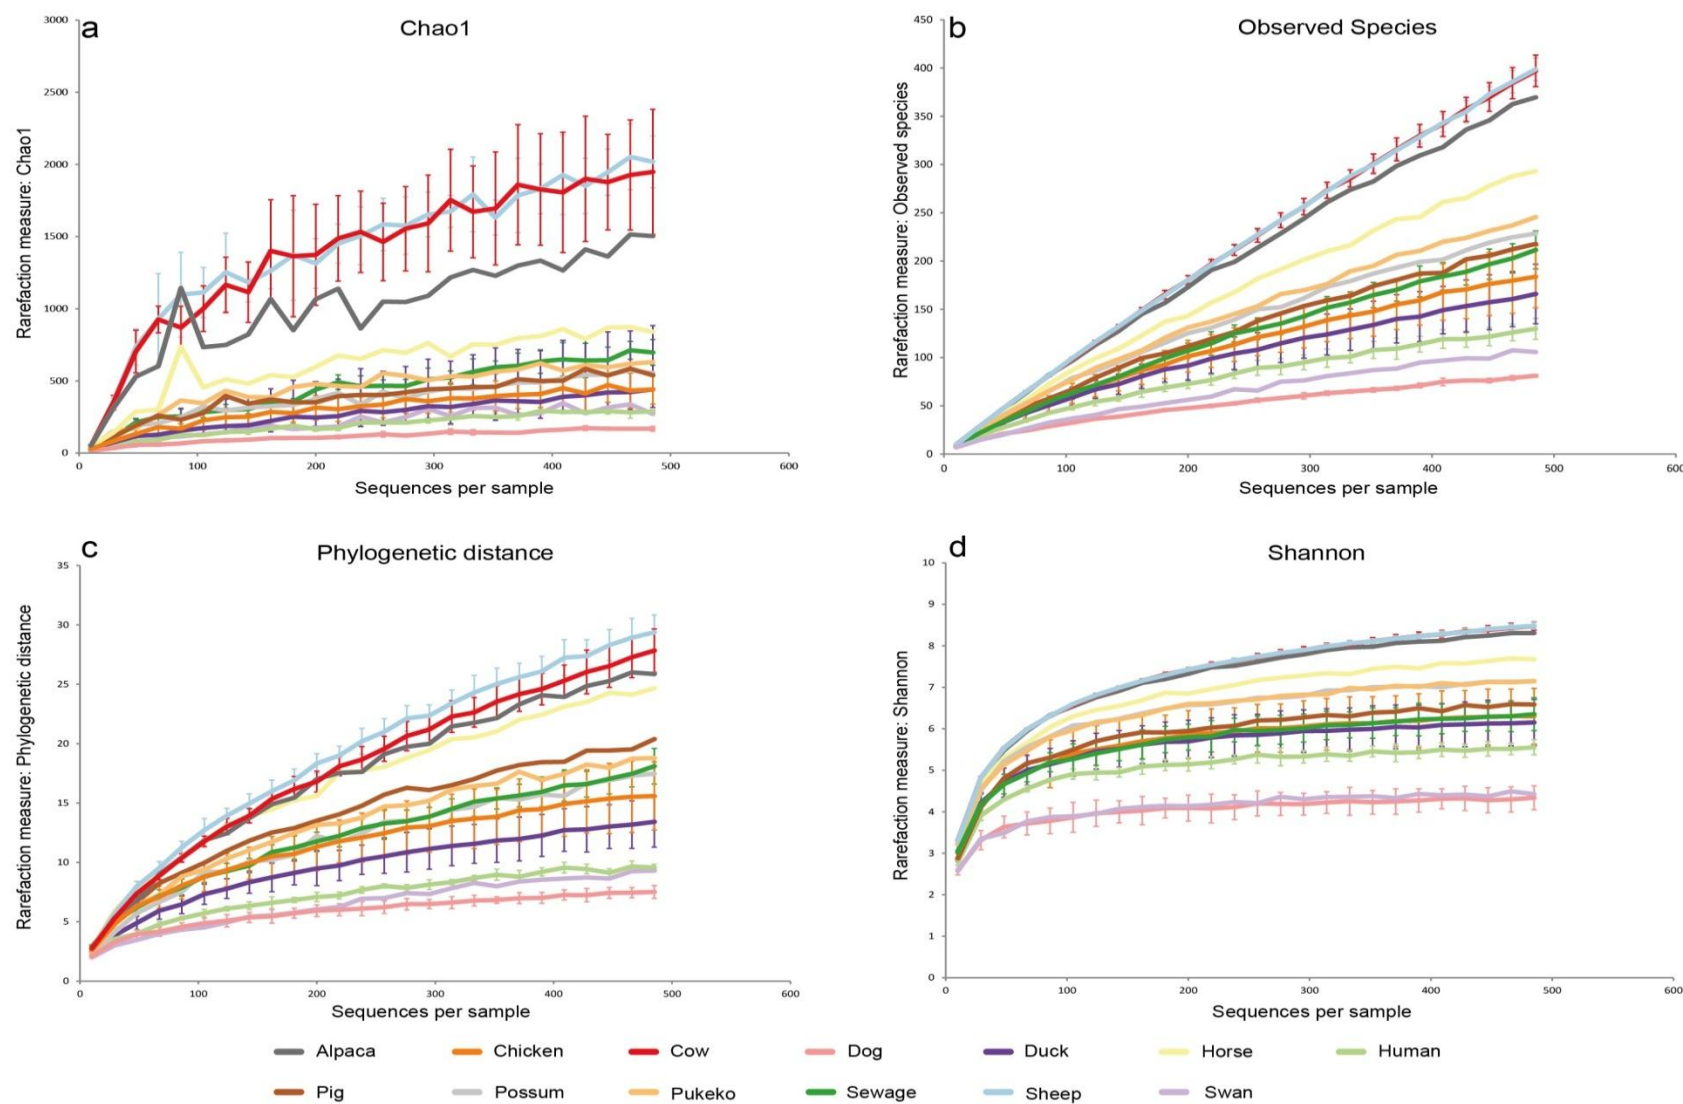 a
Chao1
3000
2500
2000
1500
1000
500
0
Rarefaction measure: Chao1
0 100 200 300 400 500 600
Sequences per sample
b
Observed Species
450
400
350
300
250
200
150
100
50
0
Rarefaction measure: Observed species
0 100 200 300 400 500 600
Sequences per sample
c
Phylogenetic distance
35
30
25
20
15
10
5
0
Rarefaction measure: Phylogenetic distance
0 100 200 300 400 500 600
Sequences per sample
d
Shannon
10
9
8
7
6
5
4
3
2
1
0
Rarefaction measure: Shannon
0 100 200 300 400 500 600
Sequences per sample
Alpaca Chicken Cow Dog Duck Horse Human
Pig Possum Pukeko Sewage Sheep Swan